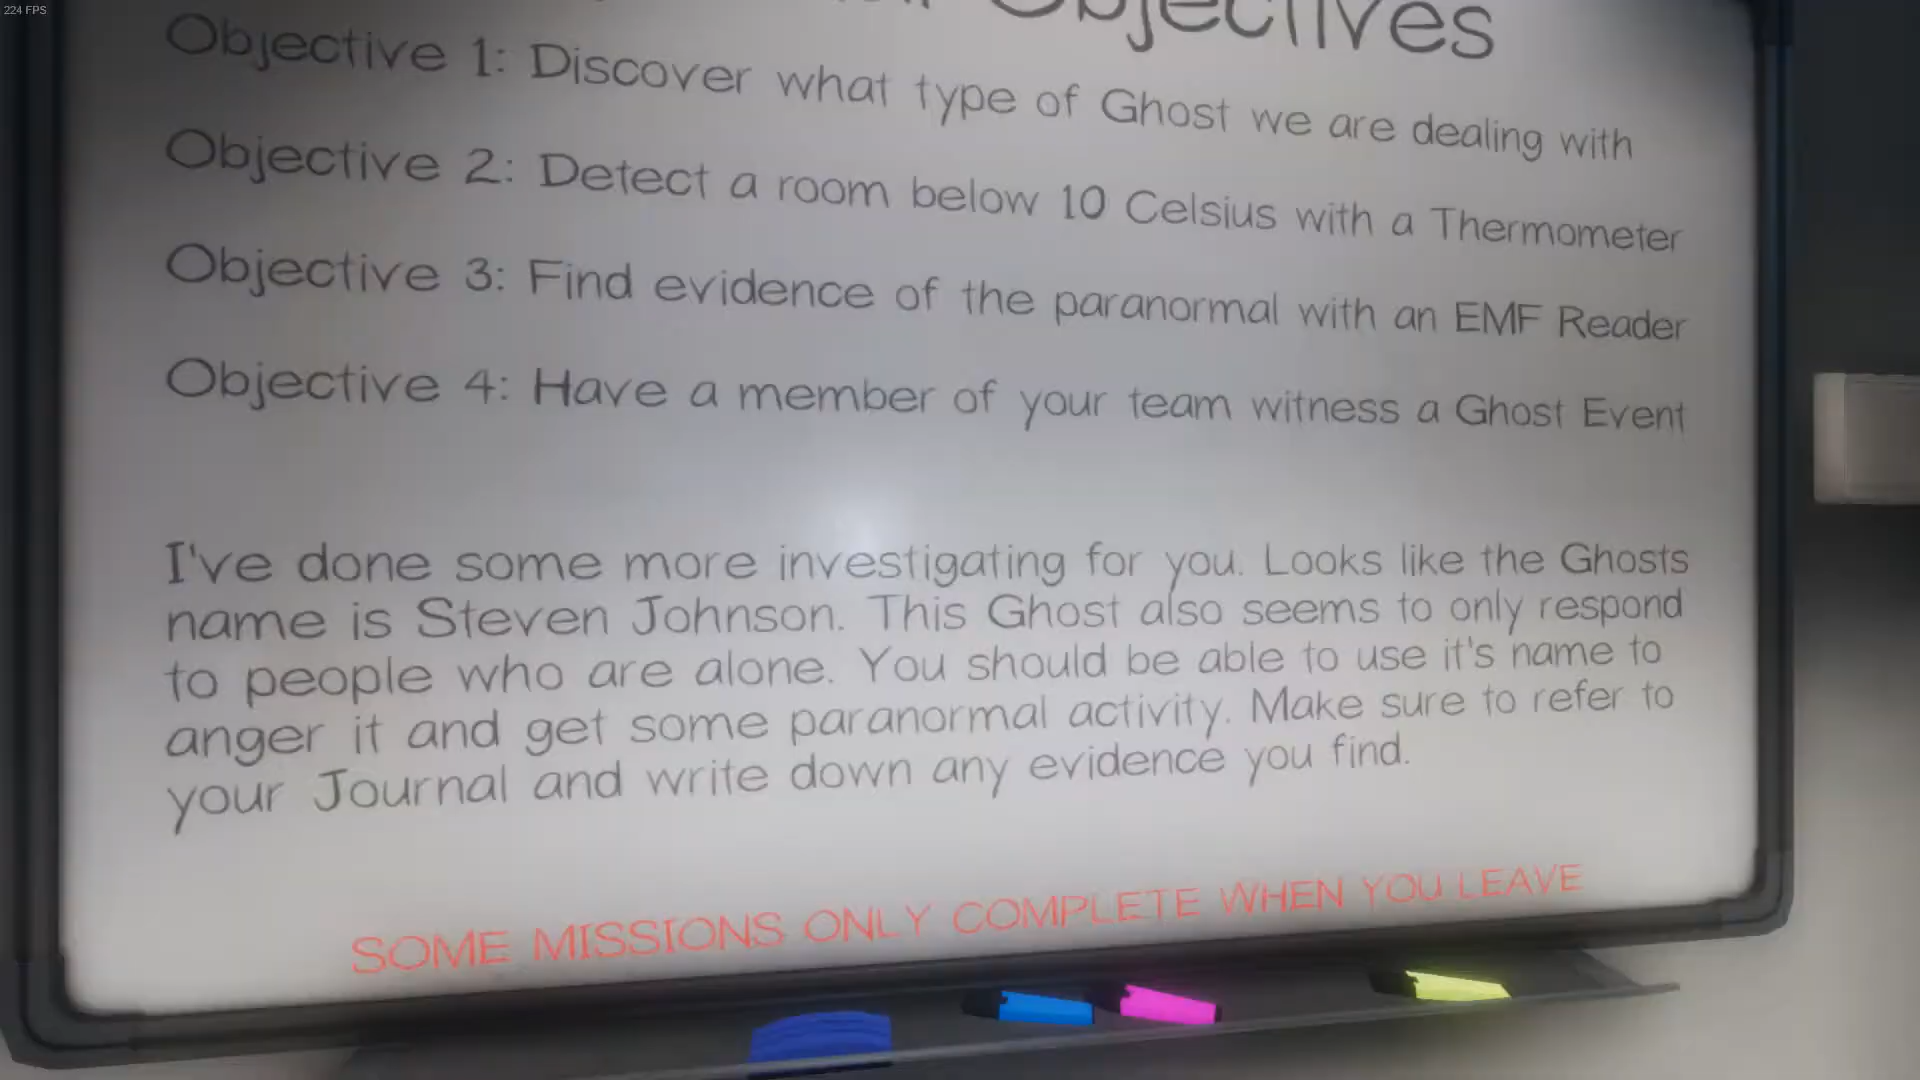 224 FPS
Objectives
Objective 1: Discover what type of Ghost we are dealing with
Objective 2: Detect a room below 10 Celsius with a Thermometer
Objective 3: Find evidence of the paranormal with an EMF Reader
Objective 4: Have a member of your team witness a Ghost Event
I've done some more investigating for you. Looks like the Ghosts
name is Steven Johnson. This Ghost also seems to only respond
to people who are alone. You should be able to use it's name to
anger it and get some paranormal activity. Make sure to refer to
your Journal and write down any evidence you find.
SOME MISSIONS ONLY COMPLETE WHEN YOU LEAVE